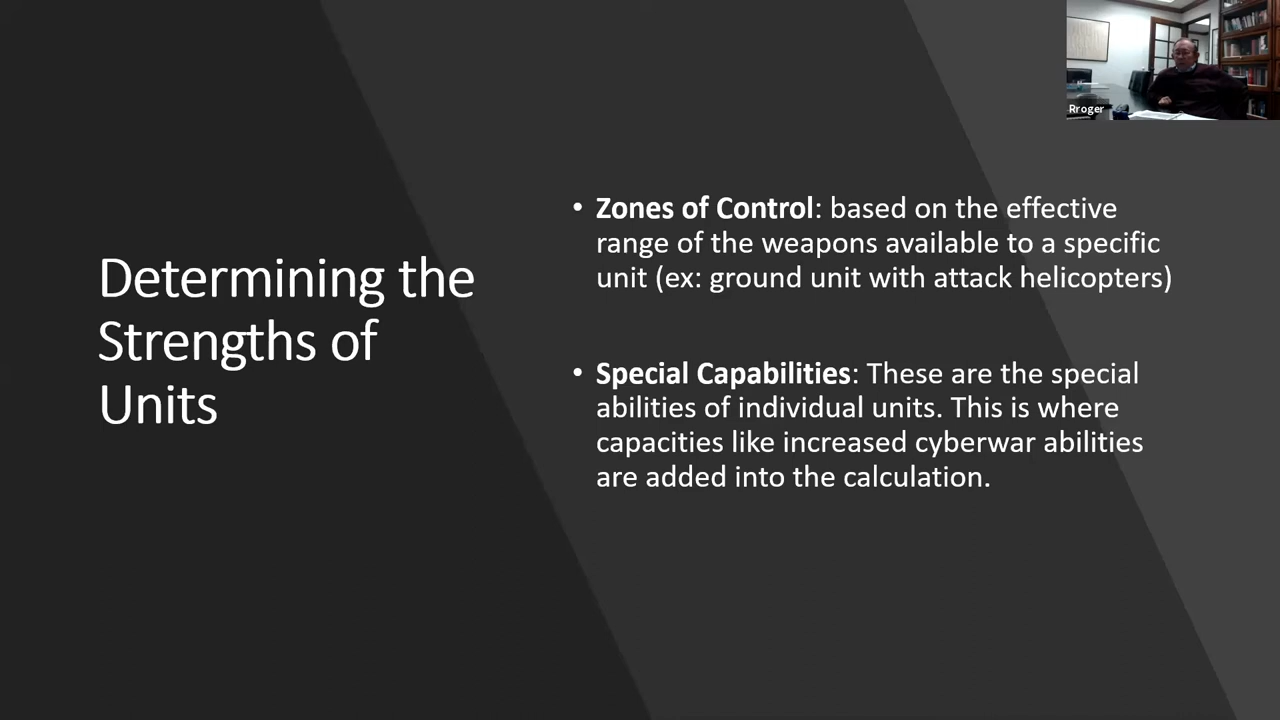 Rroger
Determining the
Strengths of
Units
• Zones of Control: based on the effective
range of the weapons available to a specific
unit (ex: ground unit with attack helicopters)
• Special Capabilities: These are the special
abilities of individual units. This is where
capacities like increased cyberwar abilities
are added into the calculation.